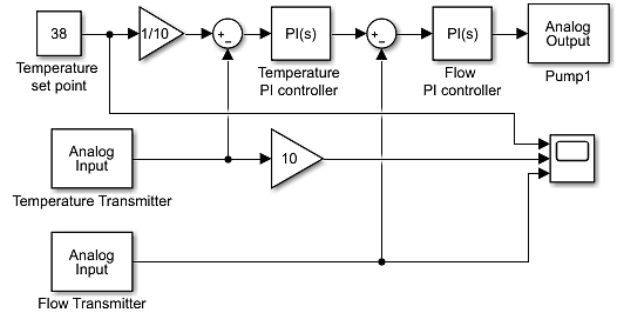 38
Temperature
set point
1/10
+
−
PI(s)
Temperature
PI controller
+
−
PI(s)
Flow
PI controller
Analog
Output
Pump1
Analog
Input
Temperature Transmitter
10
Analog
Input
Flow Transmitter